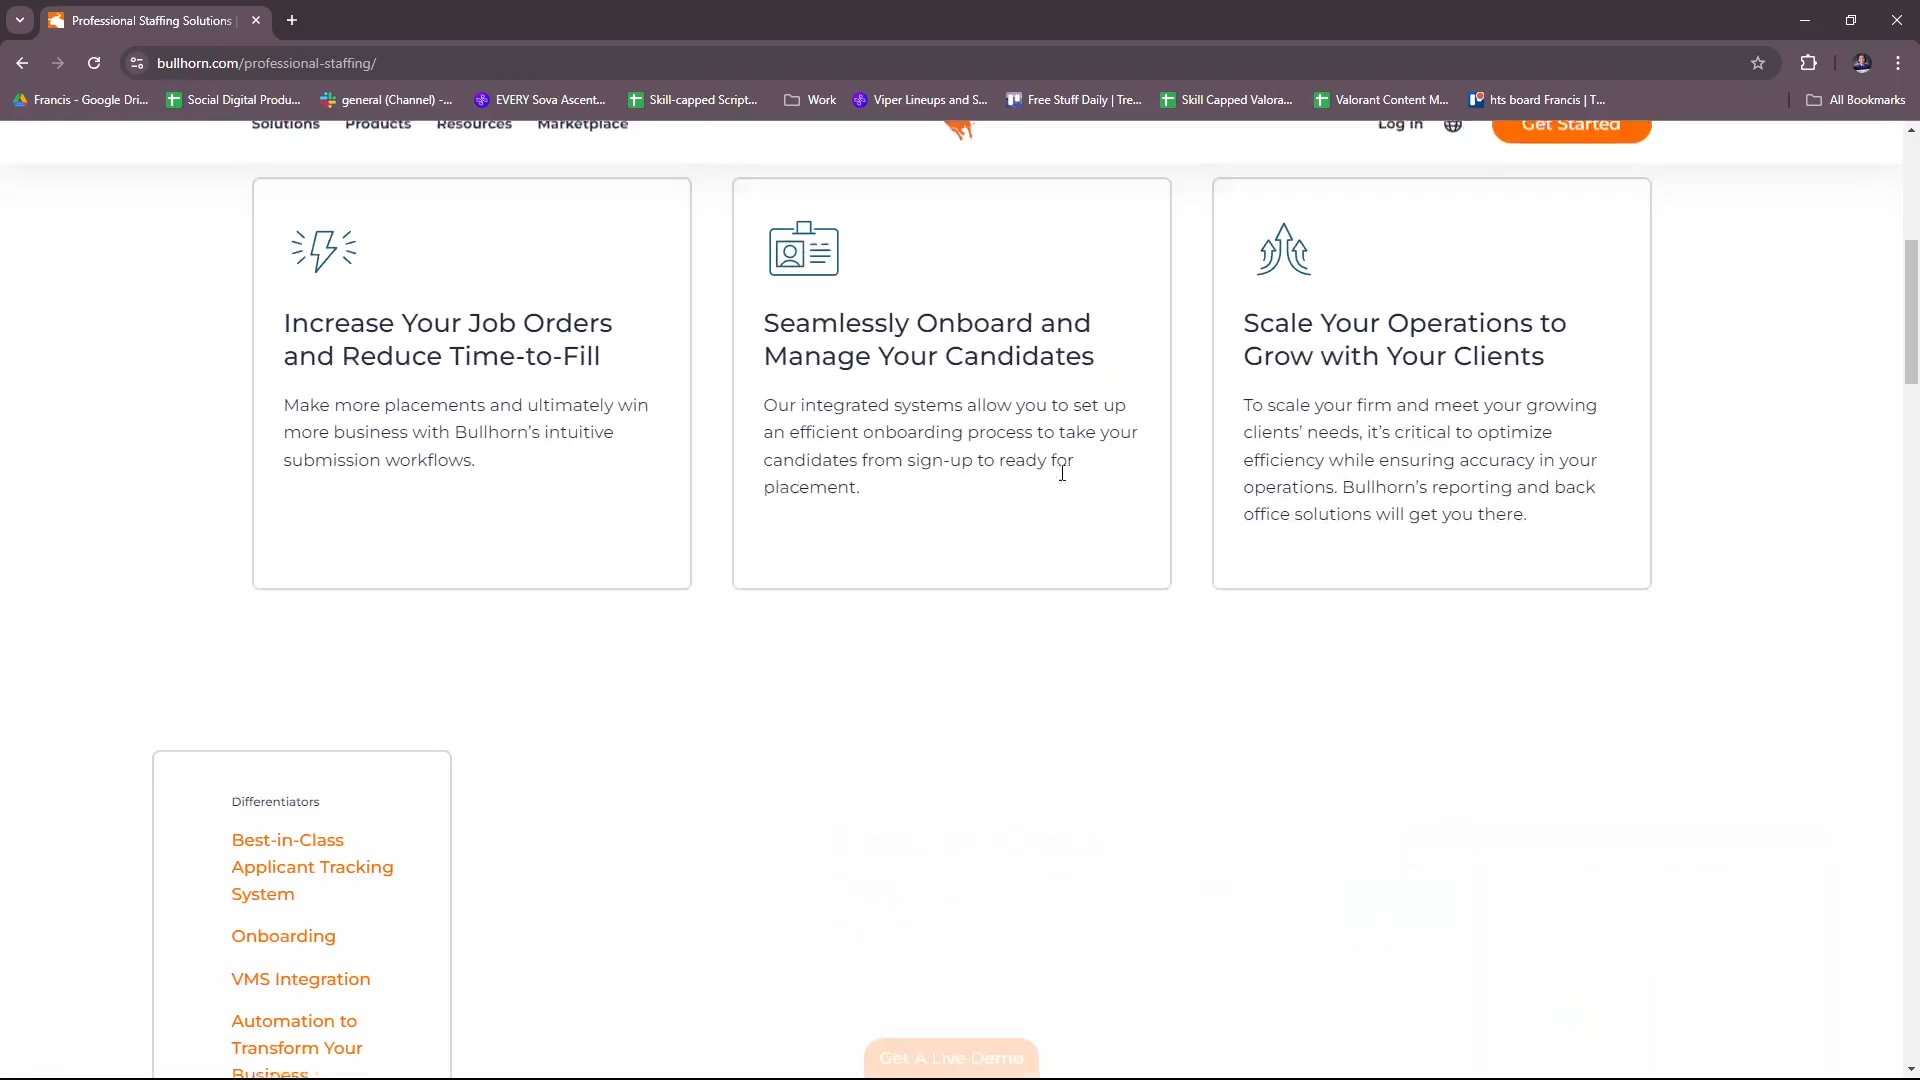 Professional Staffing Solutions |
bullhorn.com/professional-staffing/
Francis - Google Dri...
Social Digital Produ...
general (Channel) -...
EVERY Sova Ascent...
Skill-capped Script...
Work
Viper Lineups and S...
Free Stuff Daily | Tre...
Skill Capped Valora...
Valorant Content M...
hts board Francis | T...
All Bookmarks
Solutions
Products
Resources
Marketplace
Log In
Get Started
Increase Your Job Orders
and Reduce Time-to-Fill
Make more placements and ultimately win
more business with Bullhorn’s intuitive
submission workflows.
Seamlessly Onboard and
Manage Your Candidates
Our integrated systems allow you to set up
an efficient onboarding process to take your
candidates from sign-up to ready for
placement.
Scale Your Operations to
Grow with Your Clients
To scale your firm and meet your growing
clients’ needs, it’s critical to optimize
efficiency while ensuring accuracy in your
operations. Bullhorn’s reporting and back
office solutions will get you there.
Differentiators
Best-in-Class
Applicant Tracking
System
Onboarding
VMS Integration
Automation to
Transform Your
Business
Get A Live Demo